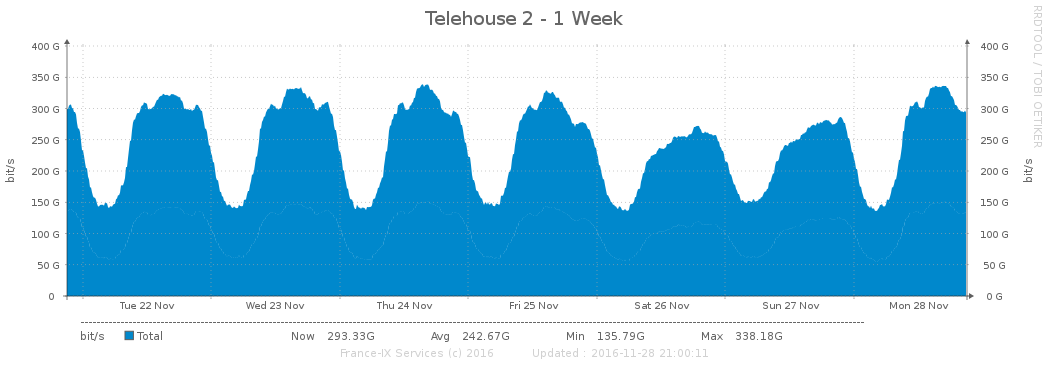 Telehouse 2 - 1 Week
RRDTOOL / TOBI OETIKER
400 G 400 G
350 G 350 G
300 G 300 G
250 G 250 G
200 G 200 G
150 G 150 G
100 G 100 G
50 G 50 G
0 0 G
bit/s bit/s
Tue 22 Nov Wed 23 Nov Thu 24 Nov Fri 25 Nov Sat 26 Nov Sun 27 Nov Mon 28 Nov
bit/s Total Now 293.33G Avg 242.67G Min 135.79G Max 338.18G
France-IX Services (c) 2016 Updated : 2016-11-28 21:00:11